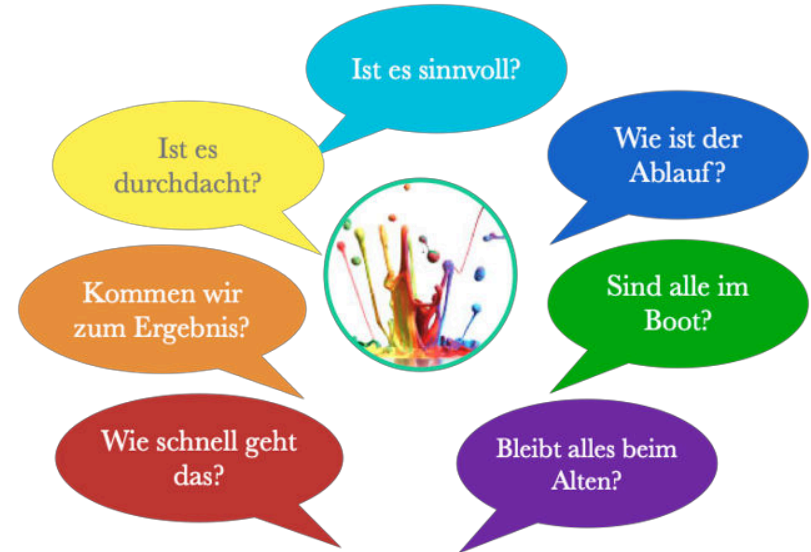 Ist es sinnvoll?
Ist es
durchdacht?
Wie ist der
Ablauf?
Kommen wir
zum Ergebnis?
Sind alle im
Boot?
Wie schnell geht
das?
Bleibt alles beim
Alten?